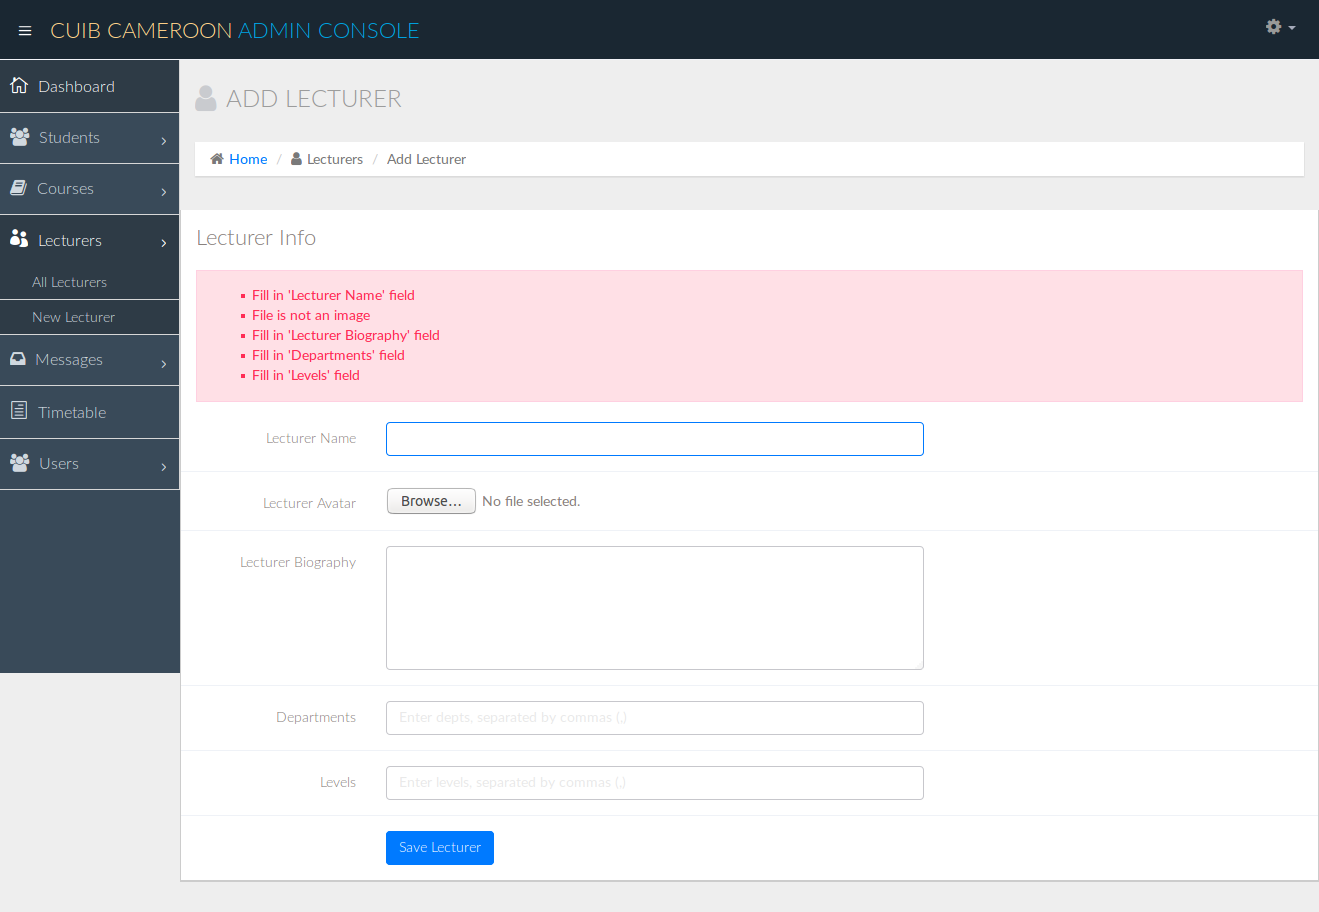 CUIB CAMEROON ADMIN CONSOLE
Dashboard
Students
Courses
Lecturers
All Lecturers
New Lecturer
Messages
Timetable
Users
ADD LECTURER
Home / Lecturers / Add Lecturer
Lecturer Info
Fill in 'Lecturer Name' field
File is not an image
Fill in 'Lecturer Biography' field
Fill in 'Departments' field
Fill in 'Levels' field
Lecturer Name
Lecturer Avatar Browse... No file selected.
Lecturer Biography
Departments Enter depts, separated by commas (,)
Levels Enter levels, separated by commas (,)
Save Lecturer